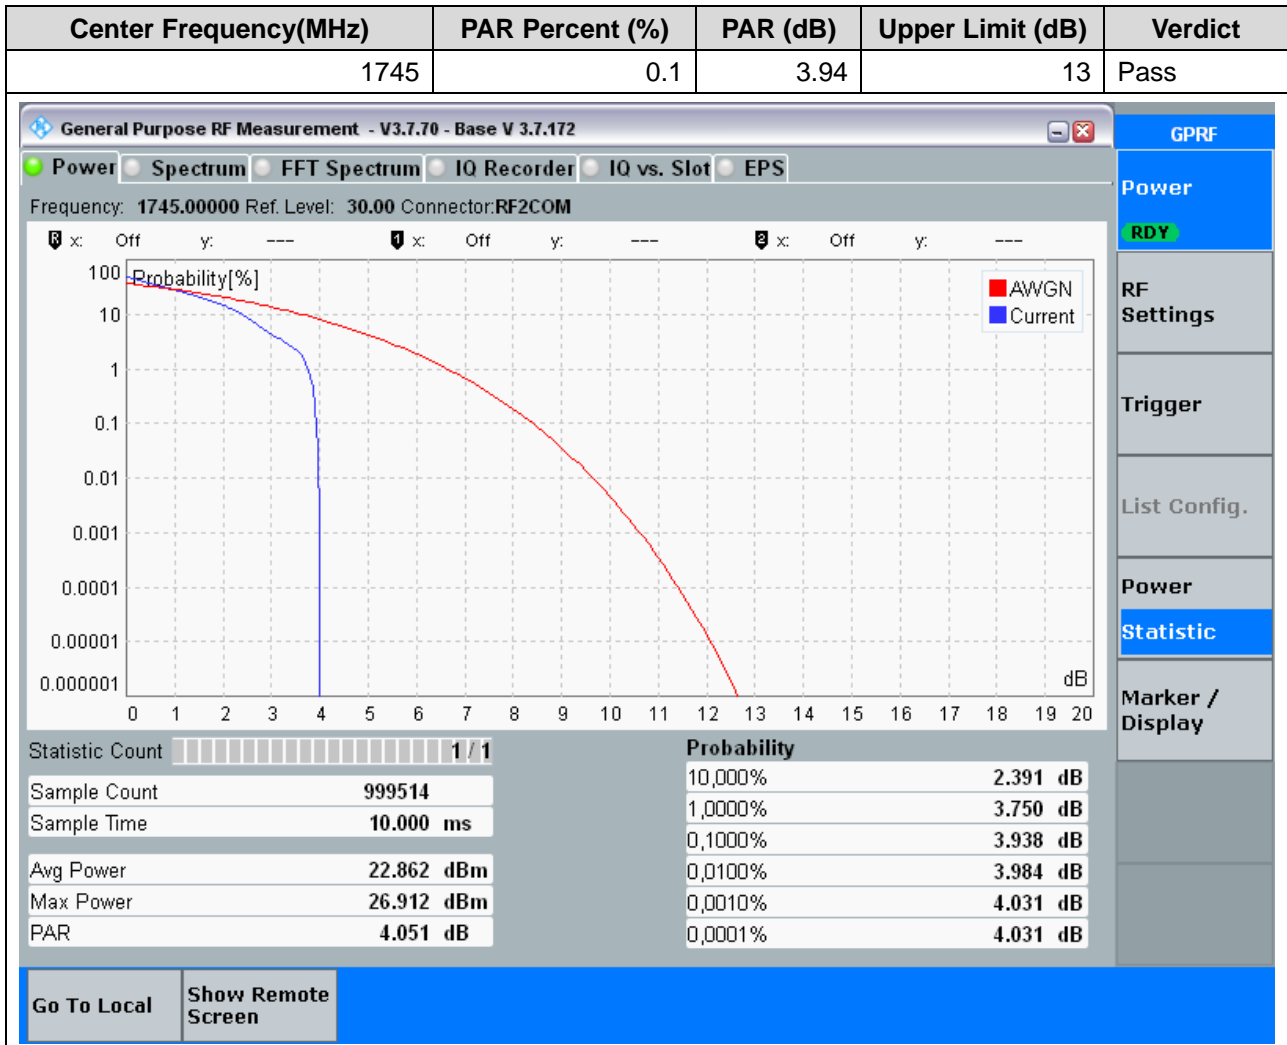 Center Frequency(MHz) PAR Percent (%) PAR (dB) Upper Limit (dB) Verdict
1745 0.1 3.94 13 Pass
General Purpose RF Measurement - V3.7.70 - Base V 3.7.172
Power Spectrum FFT Spectrum IQ Recorder IQ vs. Slot EPS
Frequency: 1745.00000 Ref. Level: 30.00 Connector:RF2COM
R x: Off y: --- 1 x: Off y: --- 2 x: Off y: ---
Probability[%]
AWGN
Current
100
10
1
0.1
0.01
0.001
0.0001
0.00001
0.000001
dB
0 1 2 3 4 5 6 7 8 9 10 11 12 13 14 15 16 17 18 19 20
Statistic Count 1 / 1
Sample Count 999514
Sample Time 10.000 ms
Avg Power 22.862 dBm
Max Power 26.912 dBm
PAR 4.051 dB
Probability
10,000% 2.391 dB
1,0000% 3.750 dB
0,1000% 3.938 dB
0,0100% 3.984 dB
0,0010% 4.031 dB
0,0001% 4.031 dB
GPRF
Power
RDY
RF
Settings
Trigger
List Config.
Power
Statistic
Marker /
Display
Go To Local
Show Remote
Screen